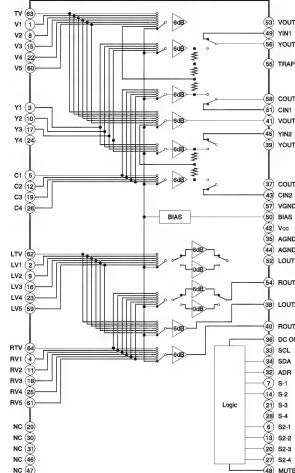 TV 63
V1 1
V2 8
V3 15
V4 22
V5 60
Y1 3
Y2 10
Y3 17
Y4 24
C1 5
C2 12
C3 19
C4 26
LTV 62
LV1 2
LV2 9
LV3 16
LV4 23
LV5 59
RTV 64
RV1 4
RV2 11
RV3 18
RV4 25
RV5 61
NC 29
NC 30
NC 31
NC 46
NC 47
6dB
6dB
6dB
6dB
6dB
BIAS
6dB
0dB
6dB
0dB
6dB
6dB
Logic
53 VOUT
49 YIN1
56 YOUT
55 TRAP
58 COUT
51 CIN1
41 VOUT
45 YIN2
39 YOUT
37 COUT
43 CIN2
57 VGND
50 BIAS
42 Vcc
35 AGND
44 AGND
52 LOUT
54 ROUT
38 LOUT
40 ROUT
36 DC OU
33 SCL
34 SDA
32 ADR
7 S-1
14 S-2
21 S-3
28 S-4
6 S2-1
13 S2-2
20 S2-3
27 S2-4
48 MUTE